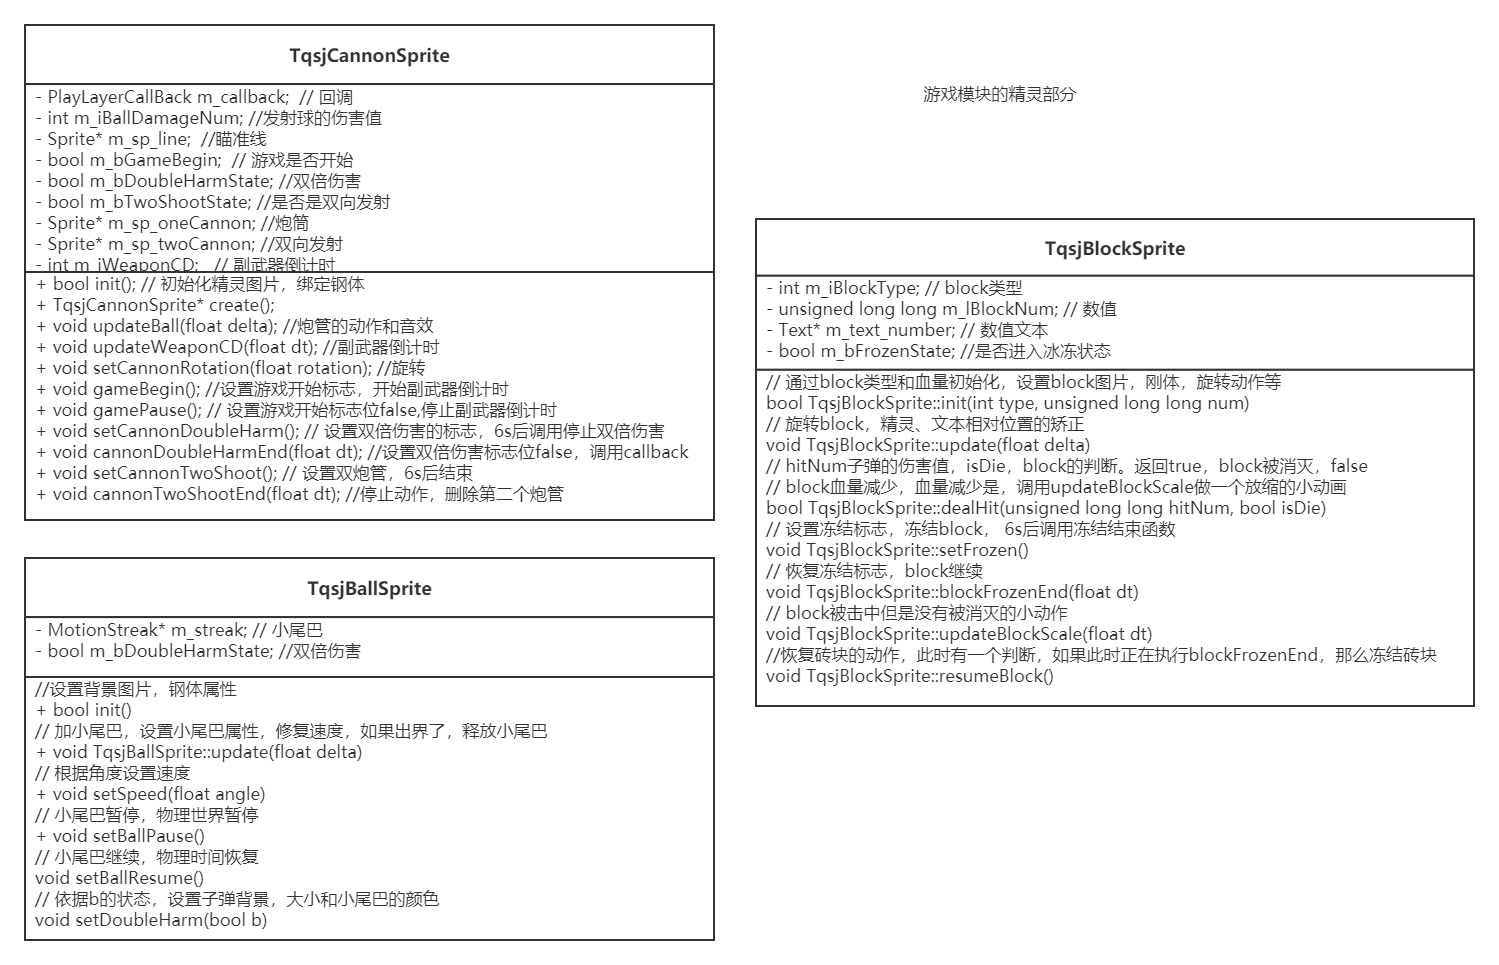 TqsjCannonSprite
- PlayLayerCallBack m_callback;  // 回调
- int m_iBallDamageNum; //发射球的伤害值
- Sprite* m_sp_line;  //瞄准线
- bool m_bGameBegin;  // 游戏是否开始
- bool m_bDoubleHarmState; //双倍伤害
- bool m_bTwoShootState; //是否是双向发射
- Sprite* m_sp_oneCannon; //炮筒
- Sprite* m_sp_twoCannon; //双向发射
- int m_iWeaponCD;   // 副武器倒计时
+ bool init(); // 初始化精灵图片，绑定钢体
+ TqsjCannonSprite* create();
+ void updateBall(float delta); //炮管的动作和音效
+ void updateWeaponCD(float dt); //副武器倒计时
+ void setCannonRotation(float rotation); //旋转
+ void gameBegin(); //设置游戏开始标志，开始副武器倒计时
+ void gamePause(); // 设置游戏开始标志位false,停止副武器倒计时
+ void setCannonDoubleHarm(); // 设置双倍伤害的标志，6s后调用停止双倍伤害
+ void cannonDoubleHarmEnd(float dt); //设置双倍伤害标志位false，调用callback
+ void setCannonTwoShoot(); // 设置双炮管，6s后结束
+ void cannonTwoShootEnd(float dt); //停止动作，删除第二个炮管
TqsjBallSprite
- MotionStreak* m_streak; // 小尾巴
- bool m_bDoubleHarmState; //双倍伤害
//设置背景图片，钢体属性
+ bool init()
// 加小尾巴，设置小尾巴属性，修复速度，如果出界了，释放小尾巴
+ void TqsjBallSprite::update(float delta)
// 根据角度设置速度
+ void setSpeed(float angle)
// 小尾巴暂停，物理世界暂停
+ void setBallPause()
// 小尾巴继续，物理时间恢复
void setBallResume()
// 依据b的状态，设置子弹背景，大小和小尾巴的颜色
void setDoubleHarm(bool b)
游戏模块的精灵部分
TqsjBlockSprite
- int m_iBlockType; // block类型
- unsigned long long m_lBlockNum; // 数值
- Text* m_text_number; // 数值文本
- bool m_bFrozenState; //是否进入冰冻状态
// 通过block类型和血量初始化，设置block图片，刚体，旋转动作等
bool TqsjBlockSprite::init(int type, unsigned long long num)
// 旋转block，精灵、文本相对位置的矫正
void TqsjBlockSprite::update(float delta)
// hitNum子弹的伤害值，isDie，block的判断。返回true，block被消灭，false
// block血量减少，血量减少是，调用updateBlockScale做一个放缩的小动画
bool TqsjBlockSprite::dealHit(unsigned long long hitNum, bool isDie)
// 设置冻结标志，冻结block， 6s后调用冻结结束函数
void TqsjBlockSprite::setFrozen()
// 恢复冻结标志，block继续
void TqsjBlockSprite::blockFrozenEnd(float dt)
// block被击中但是没有被消灭的小动作
void TqsjBlockSprite::updateBlockScale(float dt)
//恢复砖块的动作，此时有一个判断，如果此时正在执行blockFrozenEnd，那么冻结砖块
void TqsjBlockSprite::resumeBlock()